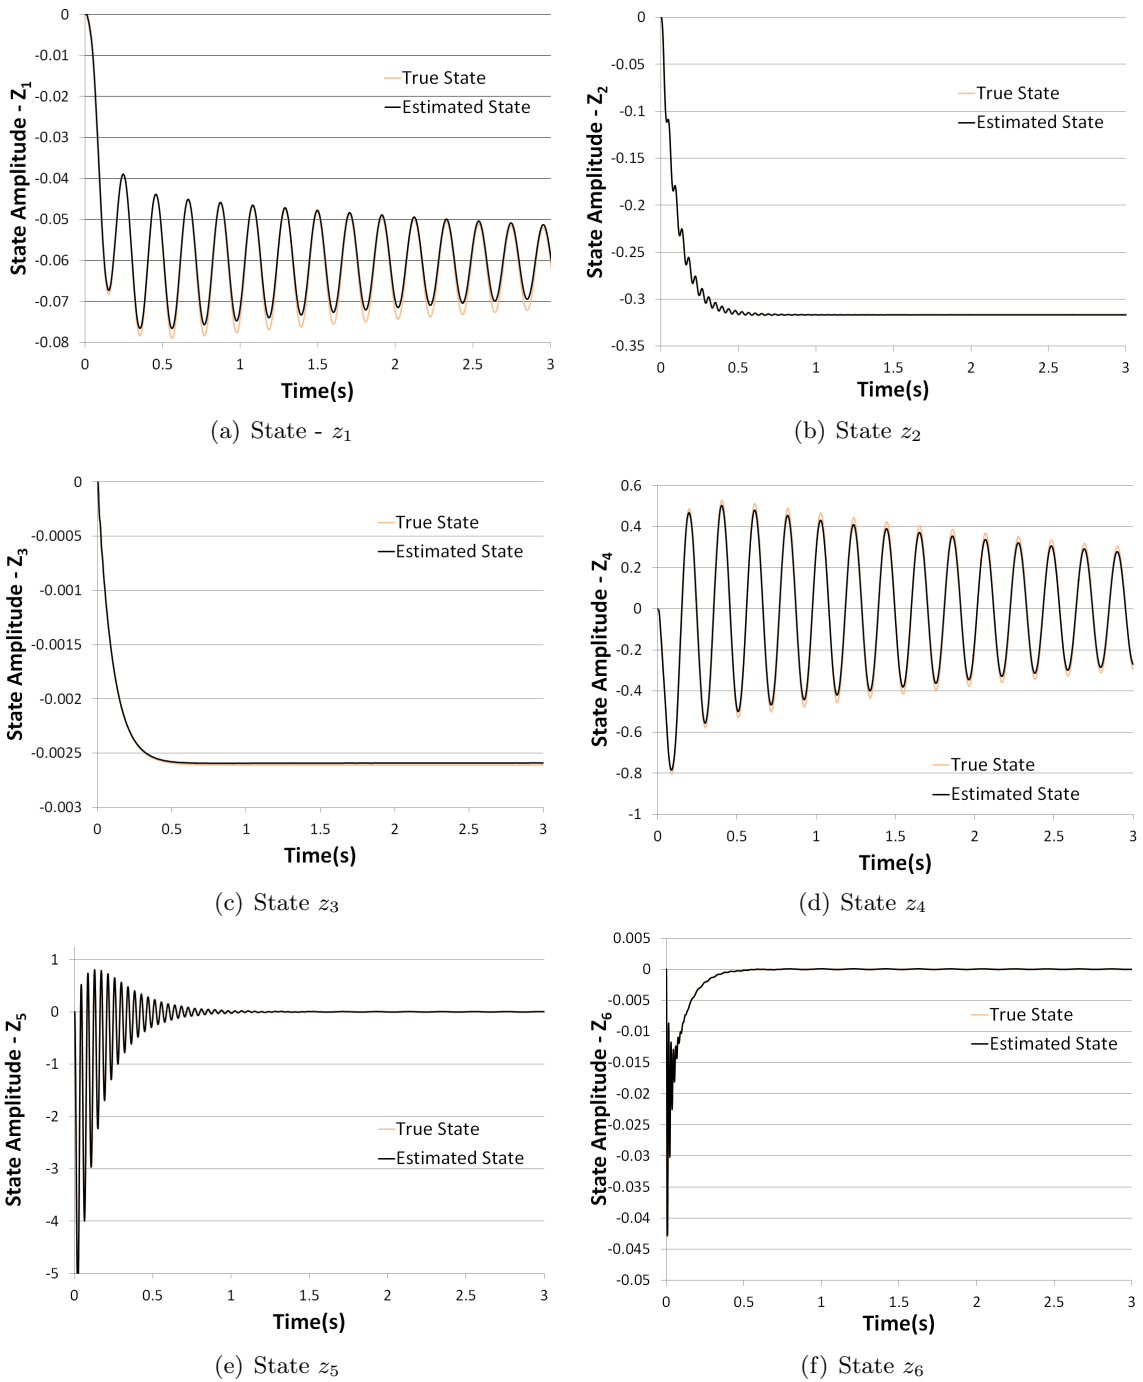 0
-0.01
-0.02
-0.03
-0.04
-0.05
-0.06
-0.07
-0.08
State Amplitude - Z1
True State
Estimated State
0 0.5 1 1.5 2 2.5 3
Time(s)
(a) State - z1
0
-0.05
-0.1
-0.15
-0.2
-0.25
-0.3
-0.35
State Amplitude - Z2
True State
Estimated State
0 0.5 1 1.5 2 2.5 3
Time(s)
(b) State z2
0
-0.0005
-0.001
-0.0015
-0.002
-0.0025
-0.003
State Amplitude - Z3
True State
Estimated State
0 0.5 1 1.5 2 2.5 3
Time(s)
(c) State z3
0.6
0.4
0.2
0
-0.2
-0.4
-0.6
-0.8
-1
State Amplitude - Z4
True State
Estimated State
0 0.5 1 1.5 2 2.5 3
Time(s)
(d) State z4
1
0
-1
-2
-3
-4
-5
State Amplitude - Z5
True State
Estimated State
0 0.5 1 1.5 2 2.5 3
Time(s)
(e) State z5
0.005
0
-0.005
-0.01
-0.015
-0.02
-0.025
-0.03
-0.035
-0.04
-0.045
-0.05
State Amplitude - Z6
True State
Estimated State
0 0.5 1 1.5 2 2.5 3
Time(s)
(f) State z6